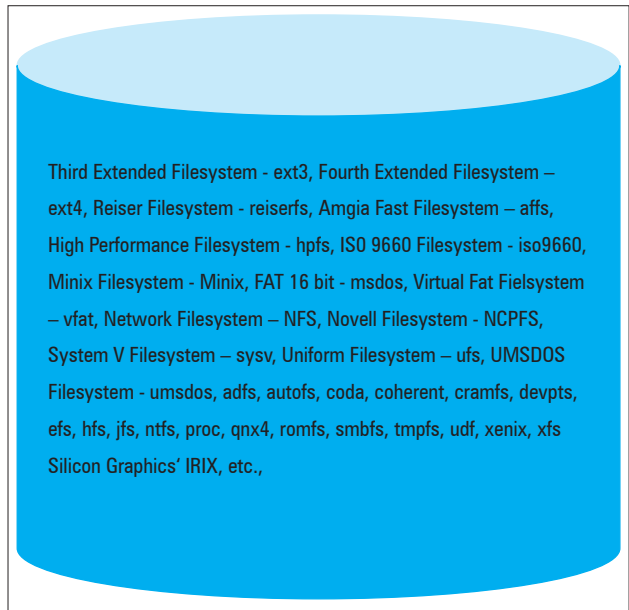 Third Extended Filesystem - ext3, Fourth Extended Filesystem –
ext4, Reiser Filesystem - reiserfs, Amgia Fast Filesystem – affs,
High Performance Filesystem - hpfs, ISO 9660 Filesystem - iso9660,
Minix Filesystem - Minix, FAT 16 bit - msdos, Virtual Fat Fielsystem
– vfat, Network Filesystem – NFS, Novell Filesystem - NCPFS,
System V Filesystem – sysv, Uniform Filesystem – ufs, UMSDOS
Filesystem - umsdos, adfs, autofs, coda, coherent, cramfs, devpts,
efs, hfs, jfs, ntfs, proc, qnx4, romfs, smbfs, tmpfs, udf, xenix, xfs
Silicon Graphics‘ IRIX, etc.,